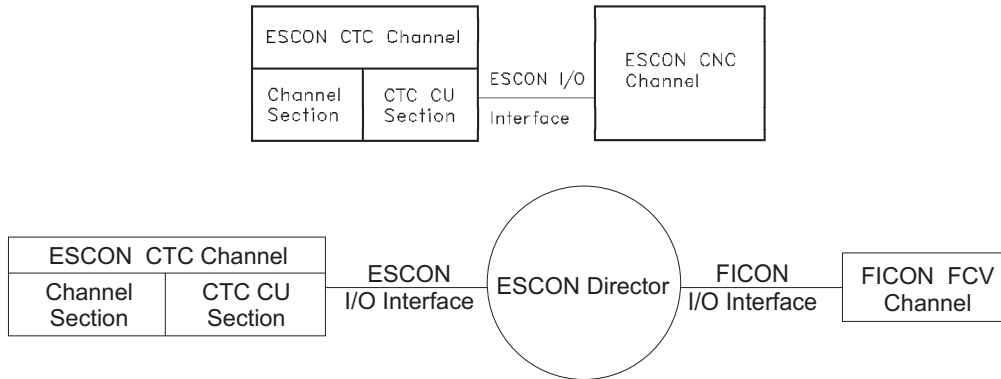 ESCON CTC Channel
Channel
Section
CTC CU
Section
ESCON I/O
Interface
ESCON CNC
Channel
ESCON CTC Channel
Channel
Section
CTC CU
Section
ESCON
I/O Interface
ESCON Director
FICON
I/O Interface
FICON FCV
Channel